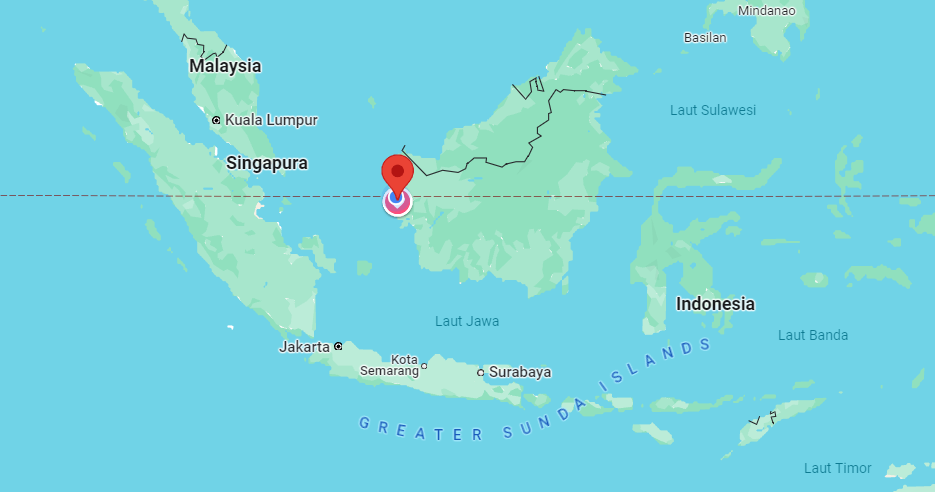 Mindanao
Basilan
Malaysia
Laut Sulawesi
Kuala Lumpur
Singapura
Indonesia
Laut Jawa
Laut Banda
Jakarta
Kota
Semarang
Surabaya
GREATER SUNDA ISLANDS
Laut Timor